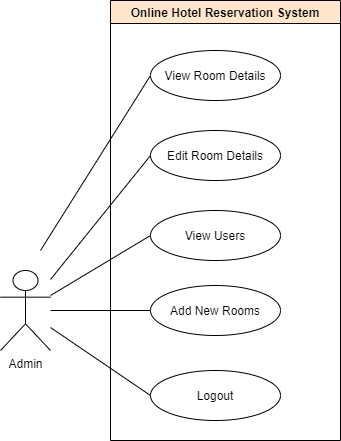 Online Hotel Reservation System
View Room Details
Edit Room Details
View Users
Add New Rooms
Admin
Logout